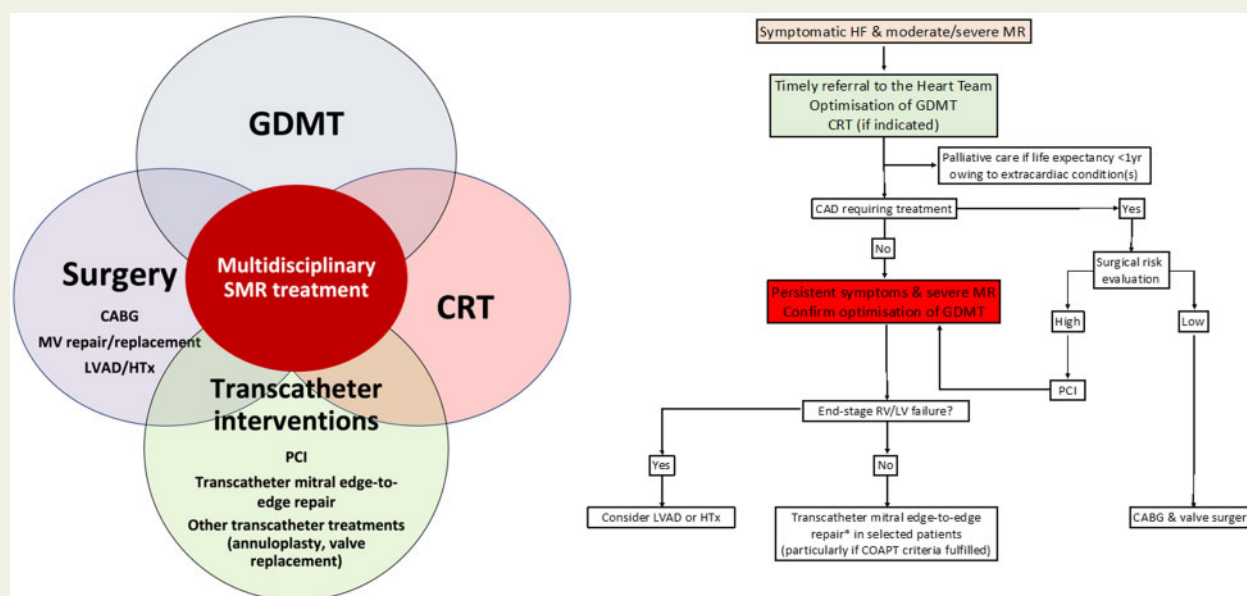 GDMT
Surgery
CABG
MV repair/replacement
LVAD/HTx
Multidisciplinary
SMR treatment
CRT
Transcatheter
interventions
PCI
Transcatheter mitral edge-to-
edge repair
Other transcatheter treatments
(annuloplasty, valve
replacement)
Symptomatic HF & moderate/severe MR
Timely referral to the Heart Team
Optimisation of GDMT
CRT (if indicated)
Palliative care if life expectancy <1yr
owing to extracardiac condition(s)
CAD requiring treatment
Yes
No
Surgical risk
evaluation
Persistent symptoms & severe MR
Confirm optimisation of GDMT
High
Low
PCI
End-stage RV/LV failure?
Yes
No
Consider LVAD or HTx
Transcatheter mitral edge-to-edge
repair* in selected patients
(particularly if COAPT criteria fulfilled)
CABG & valve surgery